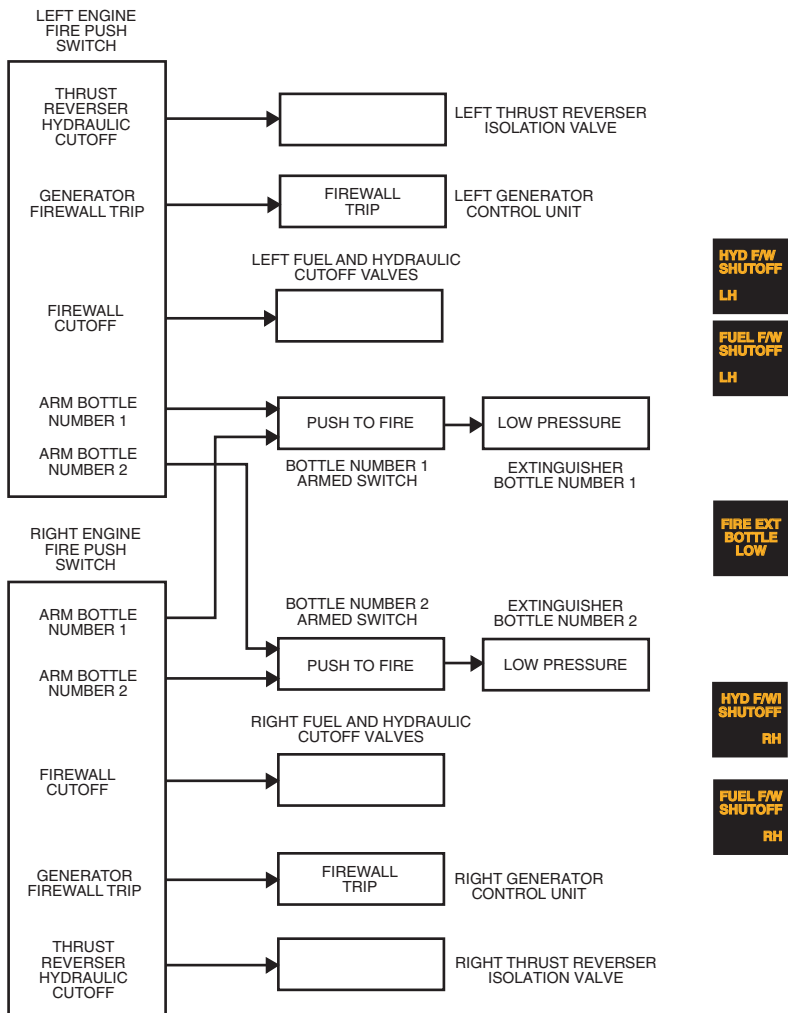 LEFT ENGINE
FIRE PUSH
SWITCH
THRUST
REVERSER
HYDRAULIC
CUTOFF
LEFT THRUST REVERSER
ISOLATION VALVE
GENERATOR
FIREWALL TRIP
FIREWALL
TRIP
LEFT GENERATOR
CONTROL UNIT
LEFT FUEL AND HYDRAULIC
CUTOFF VALVES
HYD F/W
SHUTOFF
LH
FIREWALL
CUTOFF
FUEL F/W
SHUTOFF
LH
ARM BOTTLE
NUMBER 1
PUSH TO FIRE
LOW PRESSURE
ARM BOTTLE
NUMBER 2
BOTTLE NUMBER 1
ARMED SWITCH
EXTINGUISHER
BOTTLE NUMBER 1
FIRE EXT
BOTTLE
LOW
RIGHT ENGINE
FIRE PUSH
SWITCH
ARM BOTTLE
NUMBER 1
BOTTLE NUMBER 2
ARMED SWITCH
EXTINGUISHER
BOTTLE NUMBER 2
ARM BOTTLE
NUMBER 2
PUSH TO FIRE
LOW PRESSURE
RIGHT FUEL AND HYDRAULIC
CUTOFF VALVES
HYD F/WI
SHUTOFF
RH
FIREWALL
CUTOFF
FUEL F/W
SHUTOFF
RH
GENERATOR
FIREWALL TRIP
FIREWALL
TRIP
RIGHT GENERATOR
CONTROL UNIT
THRUST
REVERSER
HYDRAULIC
CUTOFF
RIGHT THRUST REVERSER
ISOLATION VALVE